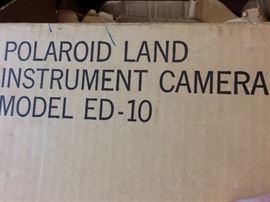 POLAROID LAND
INSTRUMENT CAMERA
MODEL ED-10